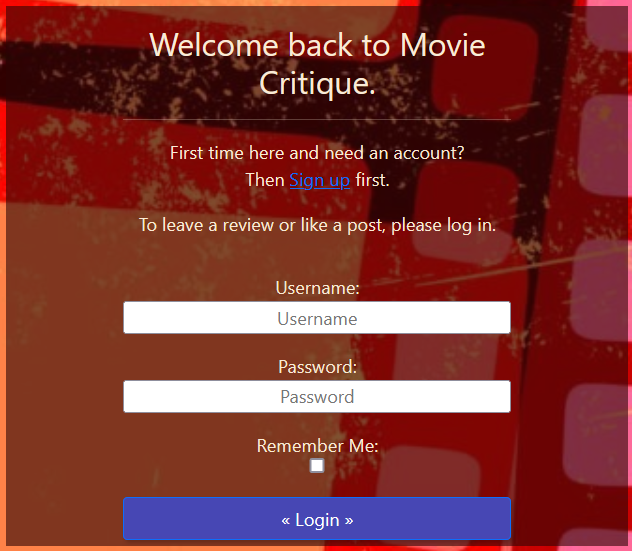 Welcome back to Movie
Critique.
First time here and need an account?
Then Sign up first.
To leave a review or like a post, please log in.
Username:
Username
Password:
Password
Remember Me:
« Login »